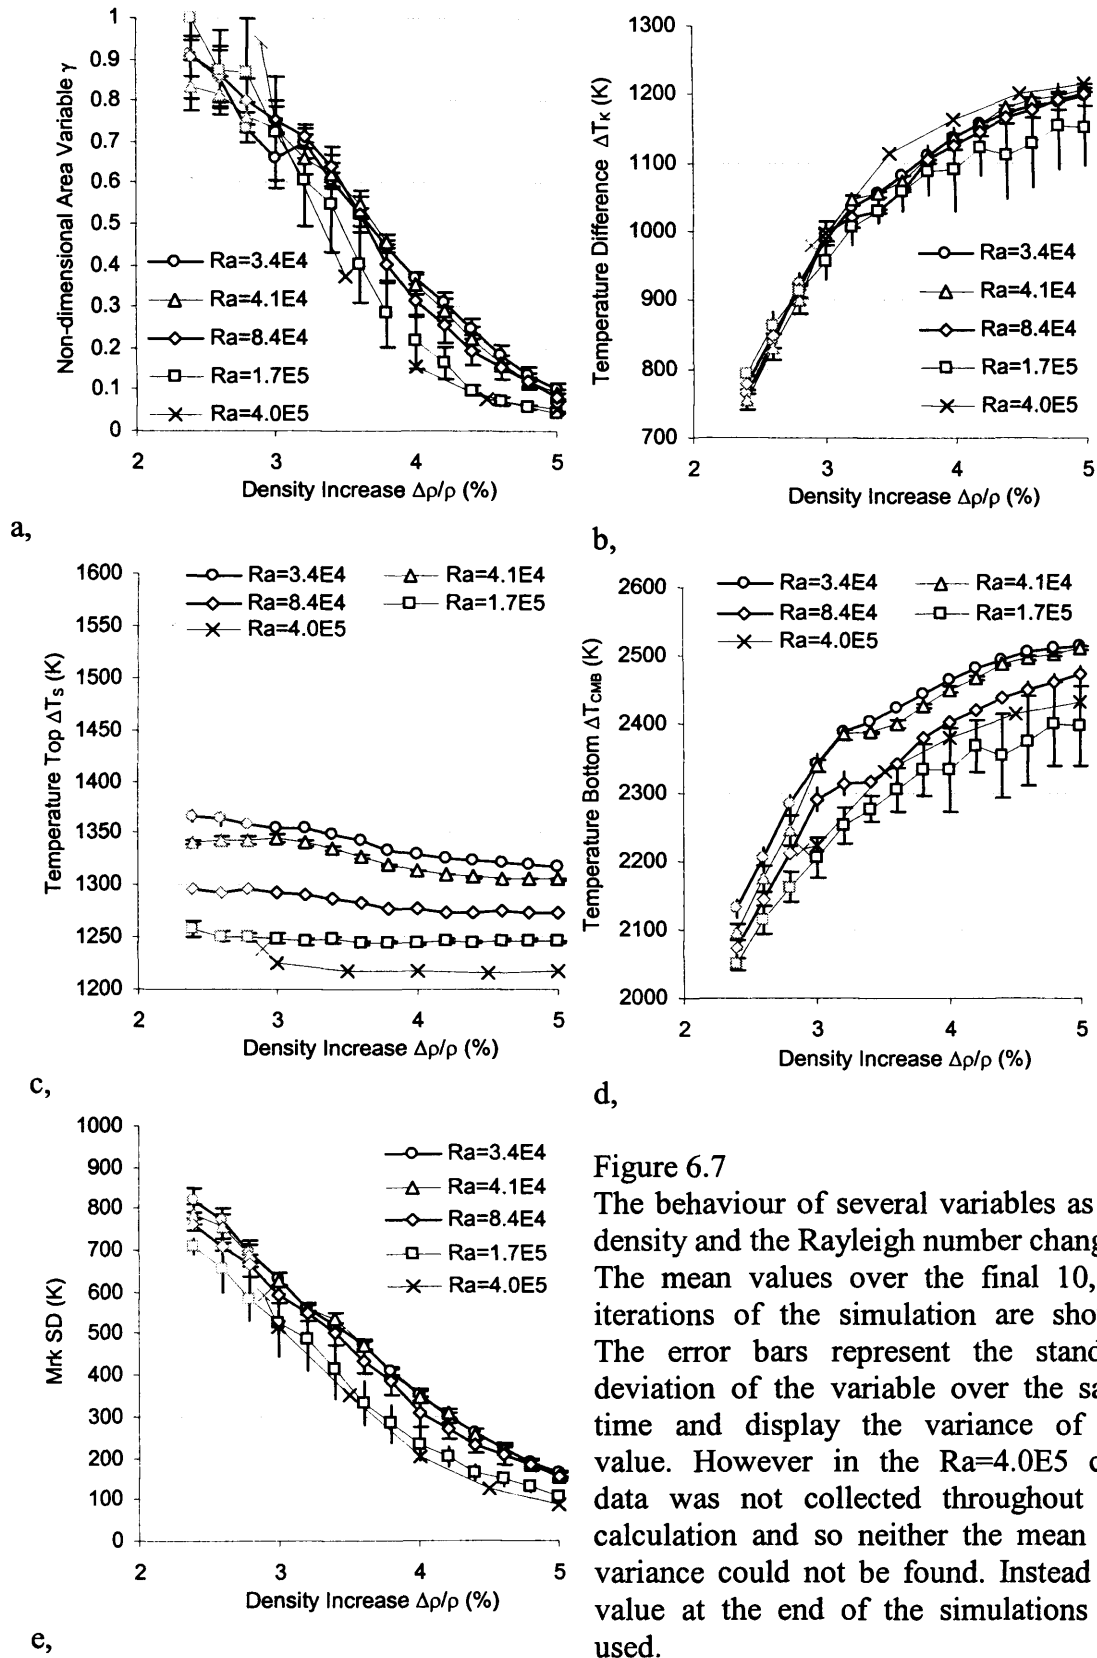 1
0.9
0.8
0.7
0.6
0.5
0.4
0.3
0.2
0.1
0
Non-dimensional Area Variable γ
Ra=3.4E4
Ra=4.1E4
Ra=8.4E4
Ra=1.7E5
Ra=4.0E5
2 3 4 5
Density Increase Δρ/ρ (%)
a,
1300
1200
1100
1000
900
800
700
Temperature Difference ΔTK (K)
Ra=3.4E4
Ra=4.1E4
Ra=8.4E4
Ra=1.7E5
Ra=4.0E5
2 3 4 5
Density Increase Δρ/ρ (%)
b,
1600
1550
1500
1450
1400
1350
1300
1250
1200
Temperature Top ΔTS (K)
Ra=3.4E4 Ra=4.1E4
Ra=8.4E4 Ra=1.7E5
Ra=4.0E5
2 3 4 5
Density Increase Δρ/ρ (%)
c,
2600
2500
2400
2300
2200
2100
2000
Temperature Bottom ΔTCMB (K)
Ra=3.4E4 Ra=4.1E4
Ra=8.4E4 Ra=1.7E5
Ra=4.0E5
2 3 4 5
Density Increase Δρ/ρ (%)
d,
1000
900
800
700
600
500
400
300
200
100
0
Mrk SD (K)
Ra=3.4E4
Ra=4.1E4
Ra=8.4E4
Ra=1.7E5
Ra=4.0E5
2 3 4 5
Density Increase Δρ/ρ (%)
e,
Figure 6.7
The behaviour of several variables as
density and the Rayleigh number chang
The mean values over the final 10,
iterations of the simulation are sho
The error bars represent the stand
deviation of the variable over the sa
time and display the variance of
value. However in the Ra=4.0E5 c
data was not collected throughout
calculation and so neither the mean
variance could not be found. Instead
value at the end of the simulations
used.